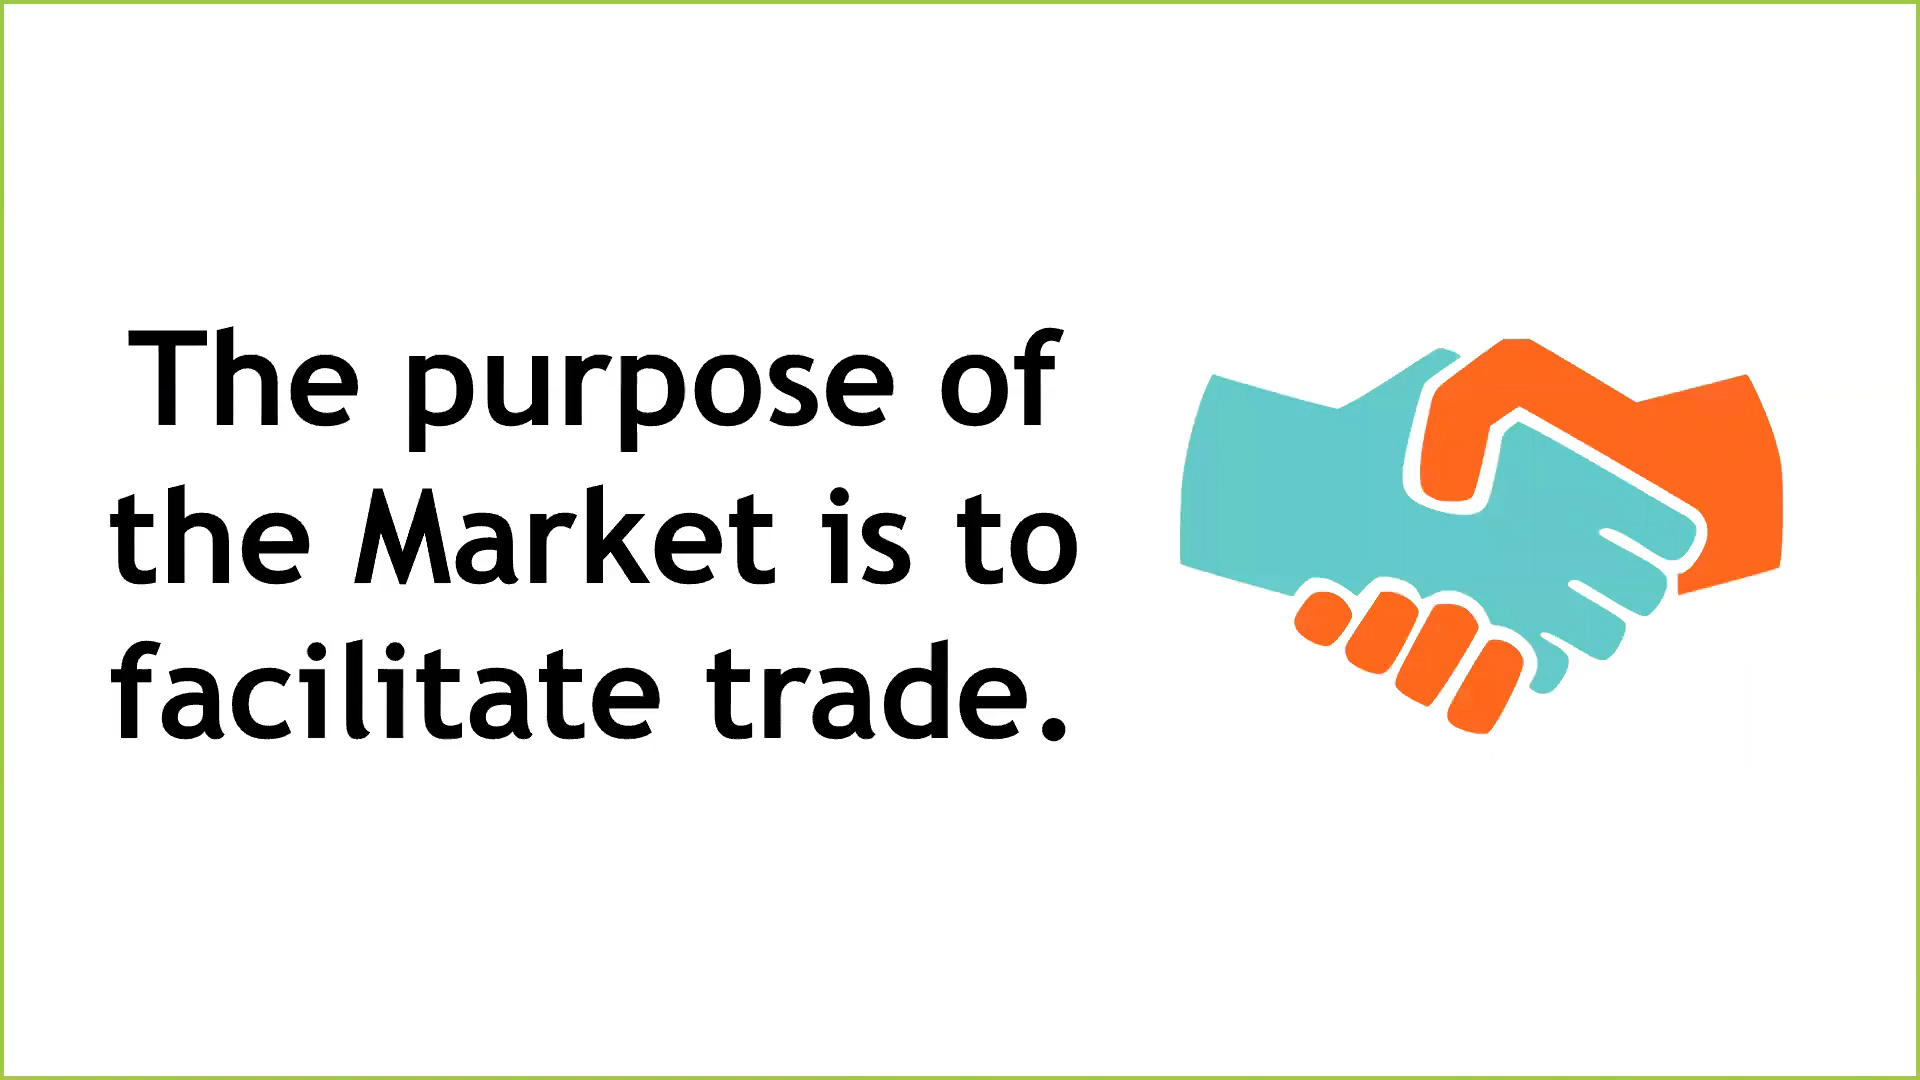 The purpose of
the Market is to
facilitate trade.